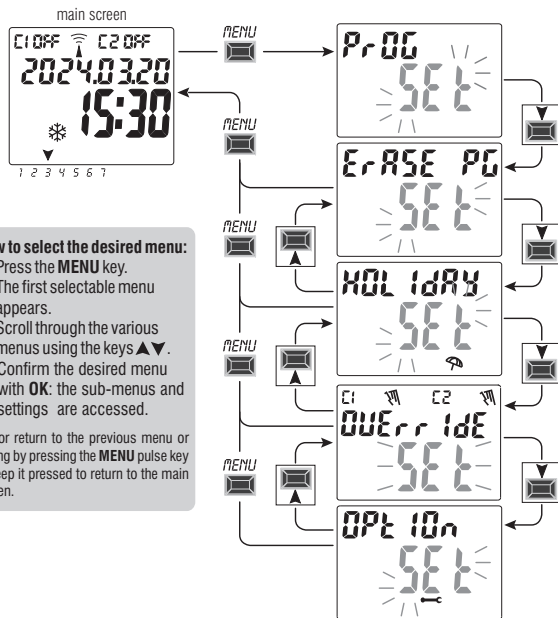 main screen
C1 OFF C2 OFF
2024.03.20
15:30
1 2 3 4 5 6 7
MENU
PrOG
SEt
MENU
ErASE PG
SEt
MENU
HOLIdAY
SEt
MENU
C1 C2
OVErrIdE
SEt
MENU
OPtIOn
SEt
w to select the desired menu:
Press the MENU key.
The first selectable menu
appears.
Scroll through the various
menus using the keys ▲▼.
Confirm the desired menu
with OK: the sub-menus and
settings are accessed.
or return to the previous menu or
ng by pressing the MENU pulse key
eep it pressed to return to the main
en.